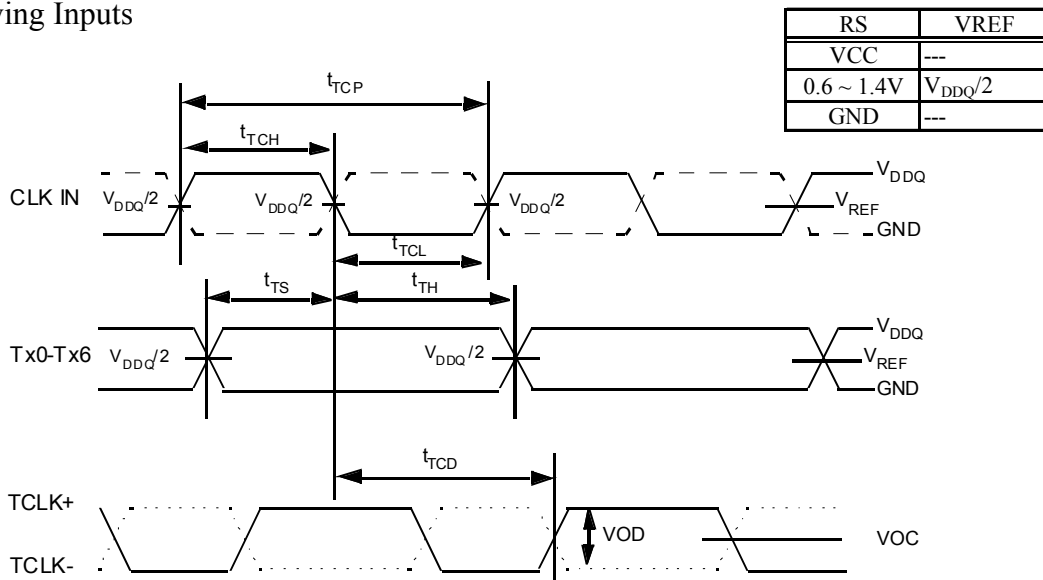 ing Inputs
RS VREF
VCC ---
0.6 ~ 1.4V VDDQ/2
GND ---
tTCP
tTCH
CLK IN VDDQ/2 VDDQ/2 VDDQ/2 VDDQ
VREF
GND
tTCL
tTS tTH
Tx0-Tx6 VDDQ/2 VDDQ/2 VDDQ
VREF
GND
tTCD
TCLK+
VOD VOC
TCLK-